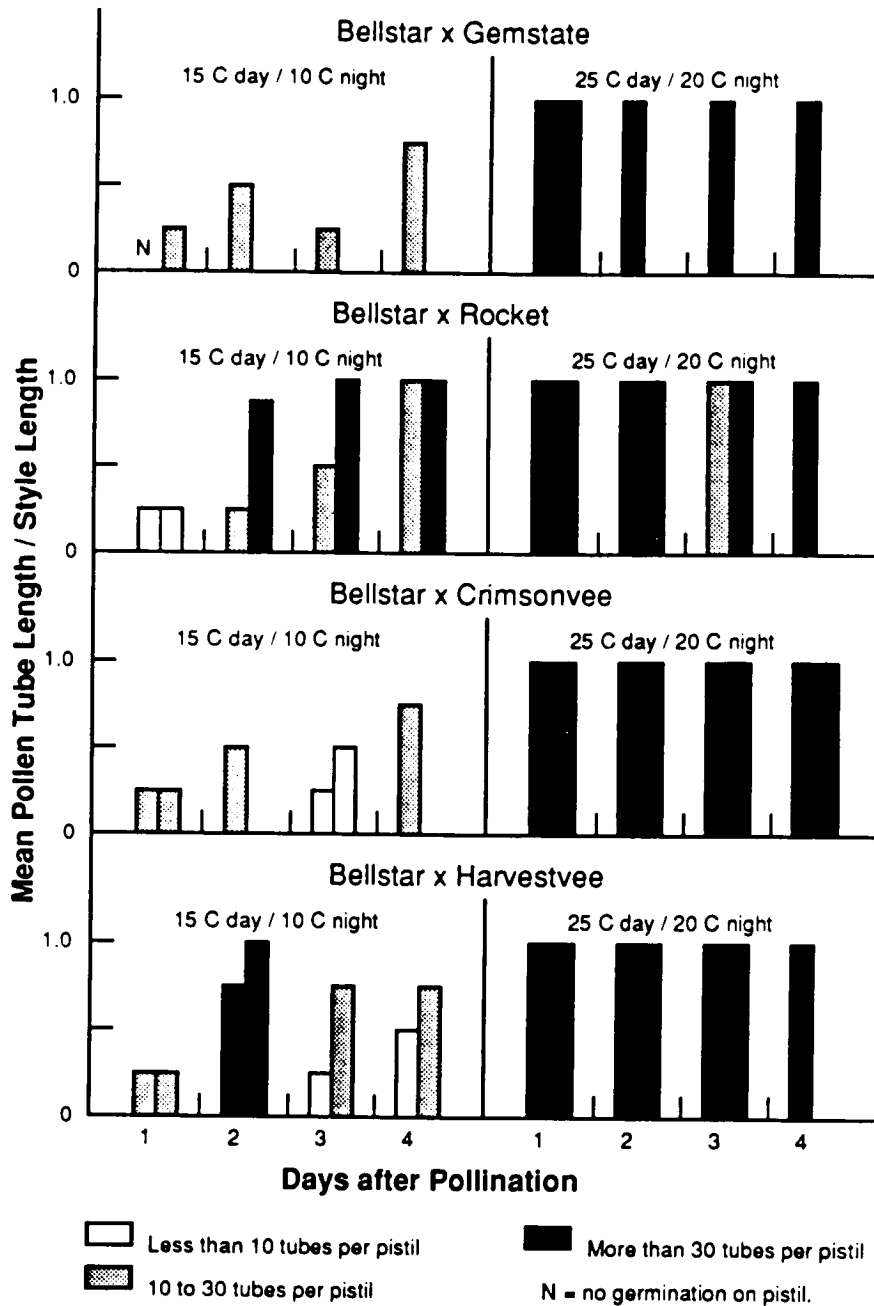 Bellstar x Gemstate
15 C day / 10 C night
25 C day / 20 C night
1.0
0
N
Bellstar x Rocket
15 C day / 10 C night
25 C day / 20 C night
1.0
0
Bellstar x Crimsonvee
15 C day / 10 C night
25 C day / 20 C night
1.0
0
Bellstar x Harvestvee
15 C day / 10 C night
25 C day / 20 C night
1.0
0
1 2 3 4 1 2 3 4
Mean Pollen Tube Length / Style Length
Days after Pollination
Less than 10 tubes per pistil
More than 30 tubes per pistil
10 to 30 tubes per pistil
N = no germination on pistil.